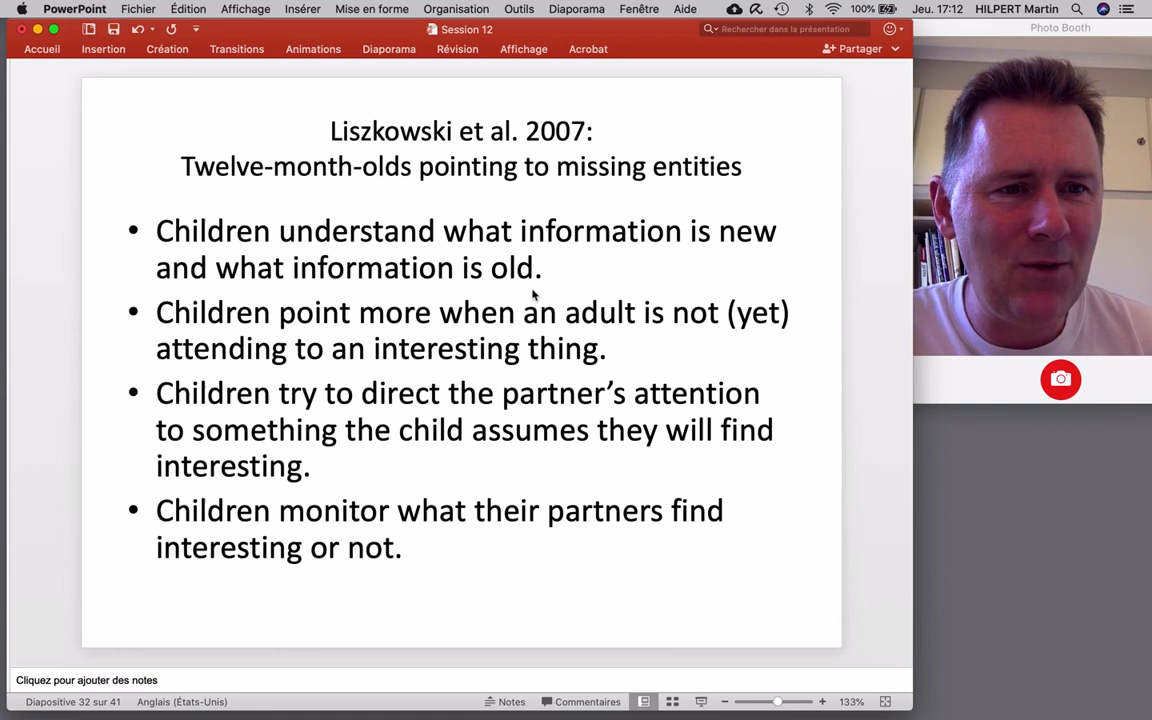 PowerPoint Fichier Édition Affichage Insérer Mise en forme Organisation Outils Diaporama Fenêtre Aide 100% Jeu. 17:12 HILPERT Martin
Session 12
Rechercher dans la présentation
Photo Booth
Accueil Insertion Création Transitions Animations Diaporama Révision Affichage Acrobat Partager
Liszkowski et al. 2007:
Twelve-month-olds pointing to missing entities
• Children understand what information is new
and what information is old.
• Children point more when an adult is not (yet)
attending to an interesting thing.
• Children try to direct the partner’s attention
to something the child assumes they will find
interesting.
• Children monitor what their partners find
interesting or not.
Cliquez pour ajouter des notes
Diapositive 32 sur 41 Anglais (États-Unis) Notes Commentaires 133%